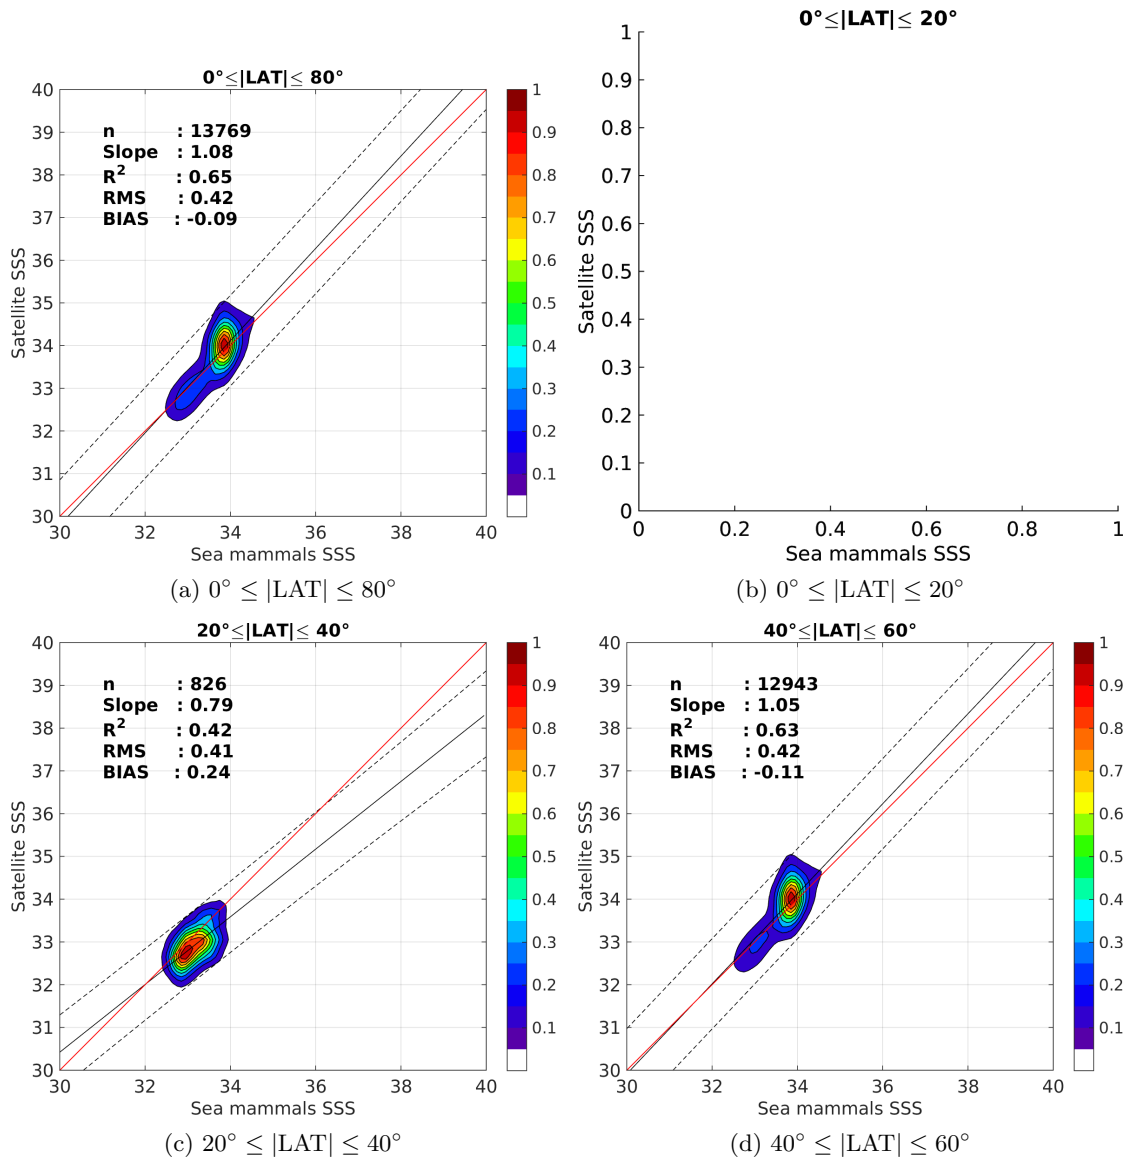 0°≤|LAT|≤ 80°
40
39
38
37
36
35
34
33
32
31
30
Satellite SSS
n : 13769
Slope : 1.08
R² : 0.65
RMS : 0.42
BIAS : -0.09
30 32 34 36 38 40
Sea mammals SSS
1
0.9
0.8
0.7
0.6
0.5
0.4
0.3
0.2
0.1
(a) 0° ≤ |LAT| ≤ 80°
0°≤|LAT|≤ 20°
1
0.9
0.8
0.7
0.6
0.5
0.4
0.3
0.2
0.1
0
Satellite SSS
0 0.2 0.4 0.6 0.8 1
Sea mammals SSS
(b) 0° ≤ |LAT| ≤ 20°
20°≤|LAT|≤ 40°
40
39
38
37
36
35
34
33
32
31
30
Satellite SSS
n : 826
Slope : 0.79
R² : 0.42
RMS : 0.41
BIAS : 0.24
30 32 34 36 38 40
Sea mammals SSS
1
0.9
0.8
0.7
0.6
0.5
0.4
0.3
0.2
0.1
(c) 20° ≤ |LAT| ≤ 40°
40°≤|LAT|≤ 60°
40
39
38
37
36
35
34
33
32
31
30
Satellite SSS
n : 12943
Slope : 1.05
R² : 0.63
RMS : 0.42
BIAS : -0.11
30 32 34 36 38 40
Sea mammals SSS
1
0.9
0.8
0.7
0.6
0.5
0.4
0.3
0.2
0.1
(d) 40° ≤ |LAT| ≤ 60°